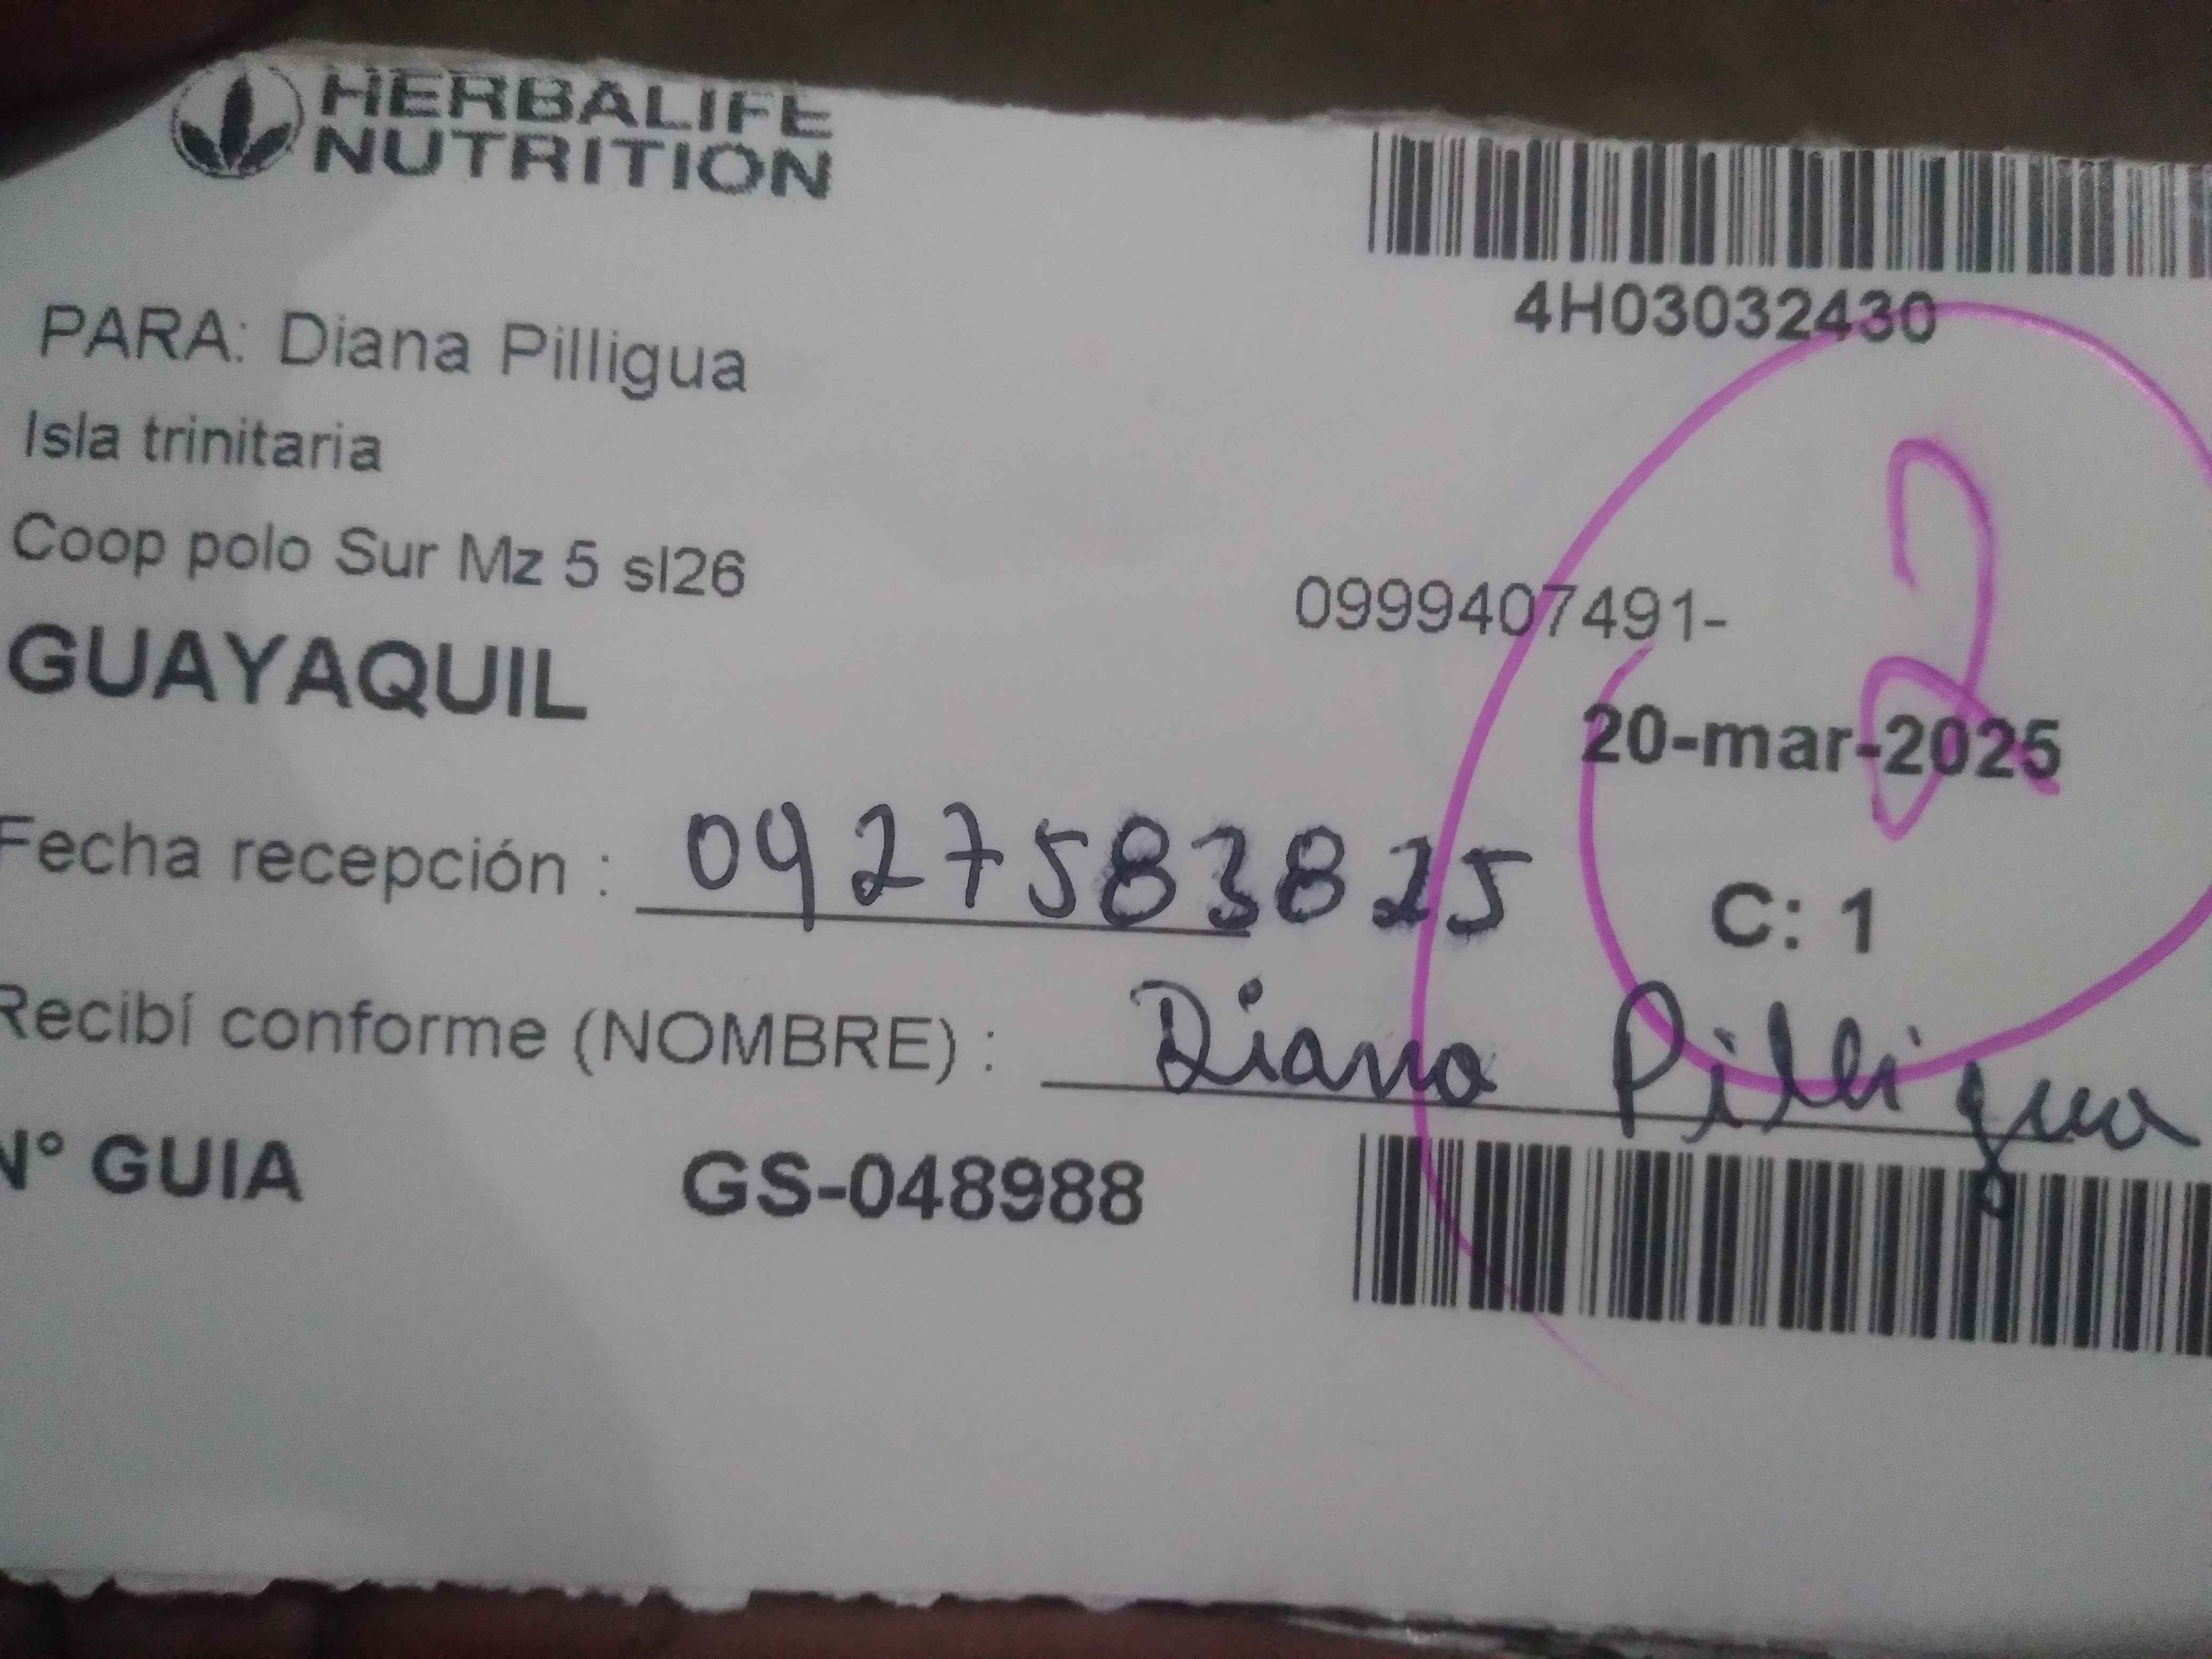 HERBALIFE
NUTRITION
4H03032430
PARA: Diana Pilligua
Isla trinitaria
Coop polo Sur Mz 5 sl26
0999407491-
GUAYAQUIL
2
20-mar-2025
C: 1
Fecha recepción : 0927583825
Recibí conforme (NOMBRE) : Diana Pilligua
N° GUIA GS-048988